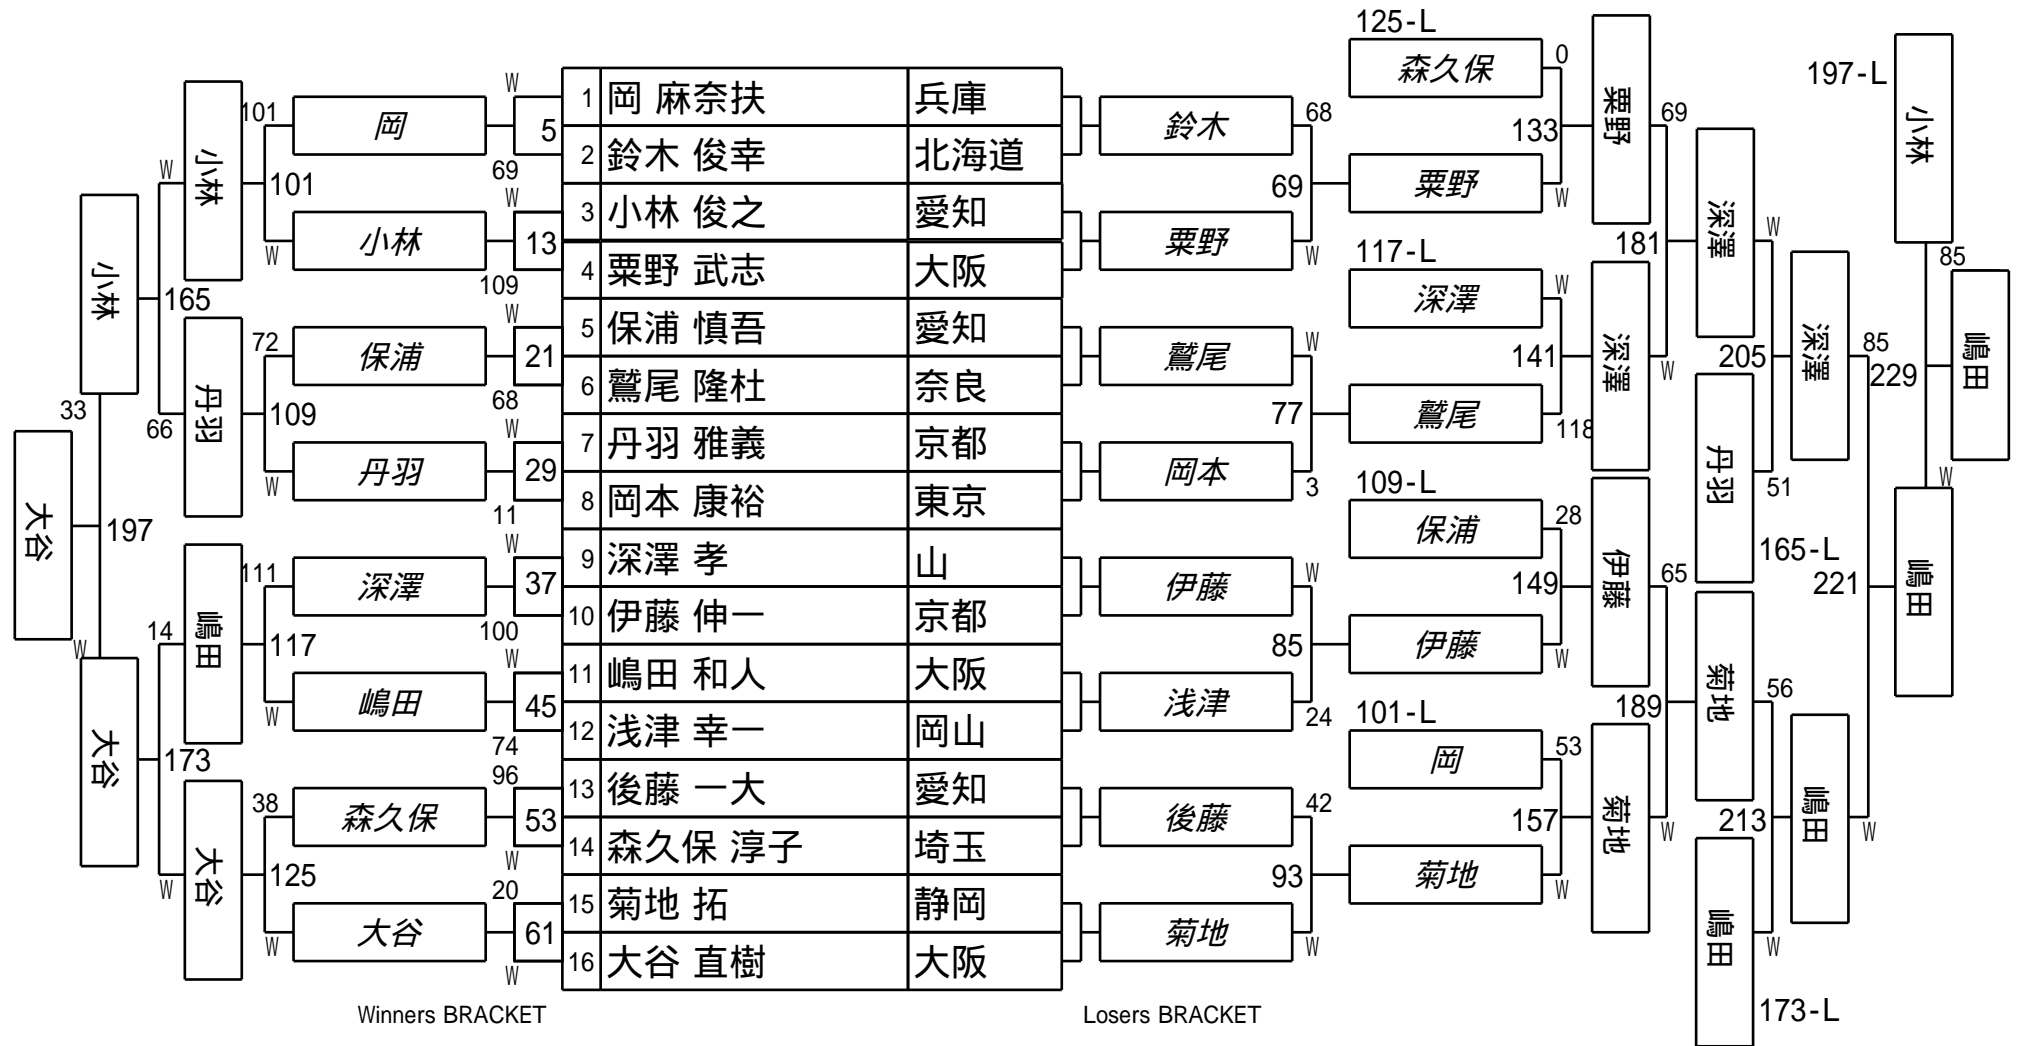 125-L
森久保
0
133
粟野
W
粟野
69
197-L
小林
101
岡
小林
W
101
小林
W
W
5
69
W
13
109
1 岡 麻奈扶 兵庫
2 鈴木 俊幸 北海道
3 小林 俊之 愛知
4 粟野 武志 大阪
5 保浦 慎吾 愛知
6 鷲尾 隆杜 奈良
7 丹羽 雅義 京都
8 岡本 康裕 東京
9 深澤 孝 山
10 伊藤 伸一 京都
11 嶋田 和人 大阪
12 浅津 幸一 岡山
13 後藤 一大 愛知
14 森久保 淳子 埼玉
15 菊地 拓 静岡
16 大谷 直樹 大阪
鈴木
68
69
粟野
W
117-L
深澤
W
141
鷲尾
118
深澤
W
181
深澤
W
205
丹羽
51
165-L
深澤
85
229
85
嶋田
W
嶋田
小林
165
33
66
丹羽
72
保浦
109
丹羽
W
W
21
68
W
29
11
鷲尾
W
77
岡本
3
109-L
保浦
28
149
伊藤
W
伊藤
65
189
菊地
56
213
嶋田
W
173-L
嶋田
W
221
大谷
197
W
大谷
173
14
W
嶋田
111
深澤
117
嶋田
W
W
37
100
W
45
74
伊藤
W
85
浅津
24
101-L
岡
53
157
菊地
W
菊地
W
大谷
38
森久保
125
大谷
W
96
53
W
20
61
W
後藤
42
93
菊地
W
Winners BRACKET
Losers BRACKET